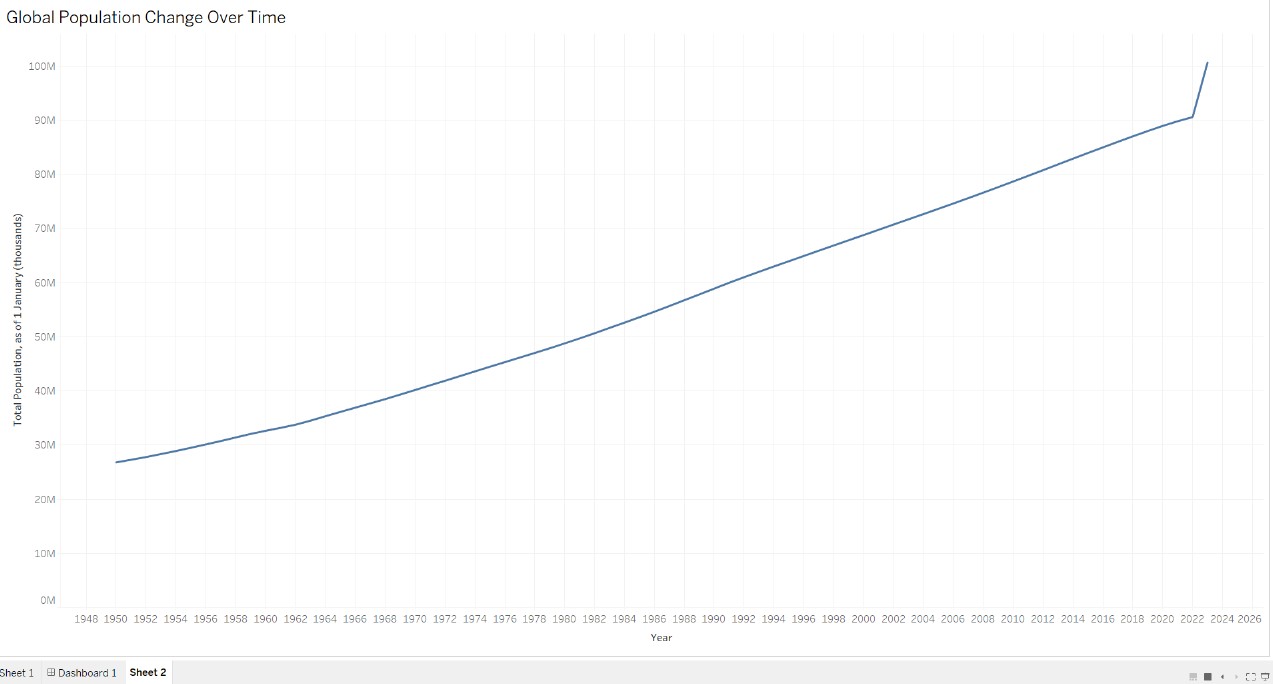 Global Population Change Over Time
100M
90M
80M
70M
60M
50M
40M
30M
20M
10M
0M
Total Population, as of 1 January (thousands)
1948 1950 1952 1954 1956 1958 1960 1962 1964 1966 1968 1970 1972 1974 1976 1978 1980 1982 1984 1986 1988 1990 1992 1994 1996 1998 2000 2002 2004 2006 2008 2010 2012 2014 2016 2018 2020 2022 2024 2026
Year
Sheet 1 Dashboard 1 Sheet 2